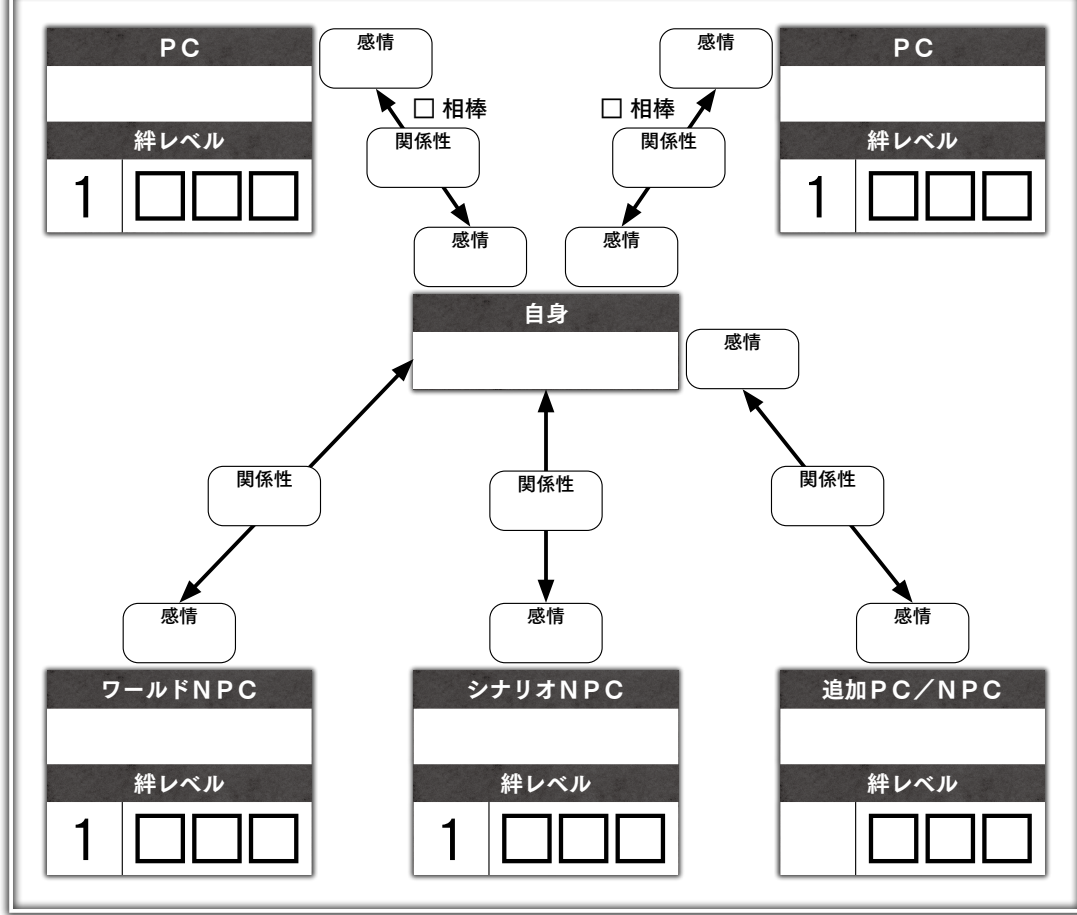 PC
感情
感情
PC
□ 相棒
□ 相棒
関係性
関係性
絆レベル
絆レベル
1 □□□
1 □□□
感情
感情
自身
感情
関係性
関係性
関係性
感情
感情
感情
ワールドNPC
シナリオNPC
追加PC／NPC
絆レベル
絆レベル
絆レベル
1 □□□
1 □□□
□□□